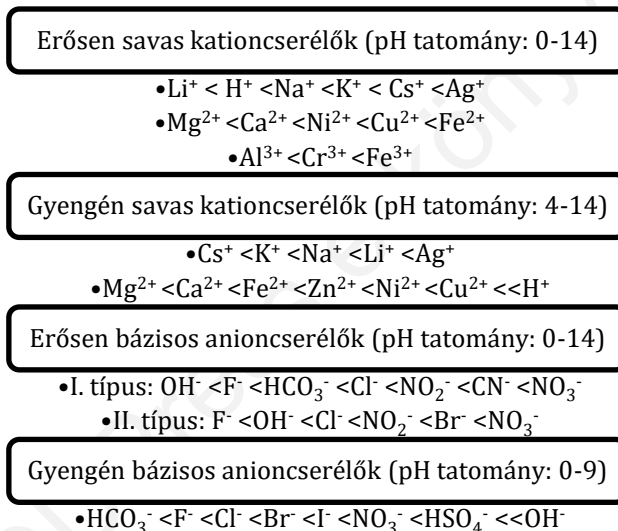 Erősen savas kationcserélők (pH tatomány: 0-14)
•Li⁺ < H⁺ <Na⁺ <K⁺ < Cs⁺ <Ag⁺
•Mg²⁺ <Ca²⁺ <Ni²⁺ <Cu²⁺ <Fe²⁺
•Al³⁺ <Cr³⁺ <Fe³⁺
Gyengén savas kationcserélők (pH tatomány: 4-14)
•Cs⁺ <K⁺ <Na⁺ <Li⁺ <Ag⁺
•Mg²⁺ <Ca²⁺ <Fe²⁺ <Zn²⁺ <Ni²⁺ <Cu²⁺ <<H⁺
Erősen bázisos anioncserélők (pH tatomány: 0-14)
•I. típus: OH⁻ <F⁻ <HCO₃⁻ <Cl⁻ <NO₂⁻ <CN⁻ <NO₃⁻
•II. típus: F⁻ <OH⁻ <Cl⁻ <NO₂⁻ <Br⁻ <NO₃⁻
Gyengén bázisos anioncserélők (pH tatomány: 0-9)
•HCO₃⁻ <F⁻ <Cl⁻ <Br⁻ <I⁻ <NO₃⁻ <HSO₄⁻ <<OH⁻